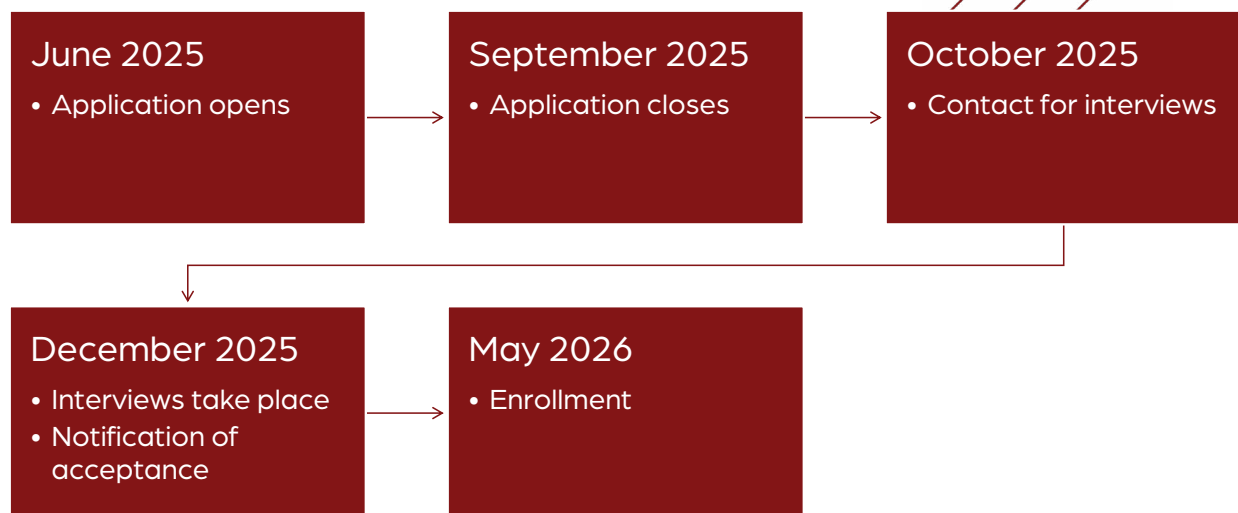 June 2025
• Application opens
September 2025
• Application closes
October 2025
• Contact for interviews
December 2025
• Interviews take place
• Notification of
acceptance
May 2026
• Enrollment